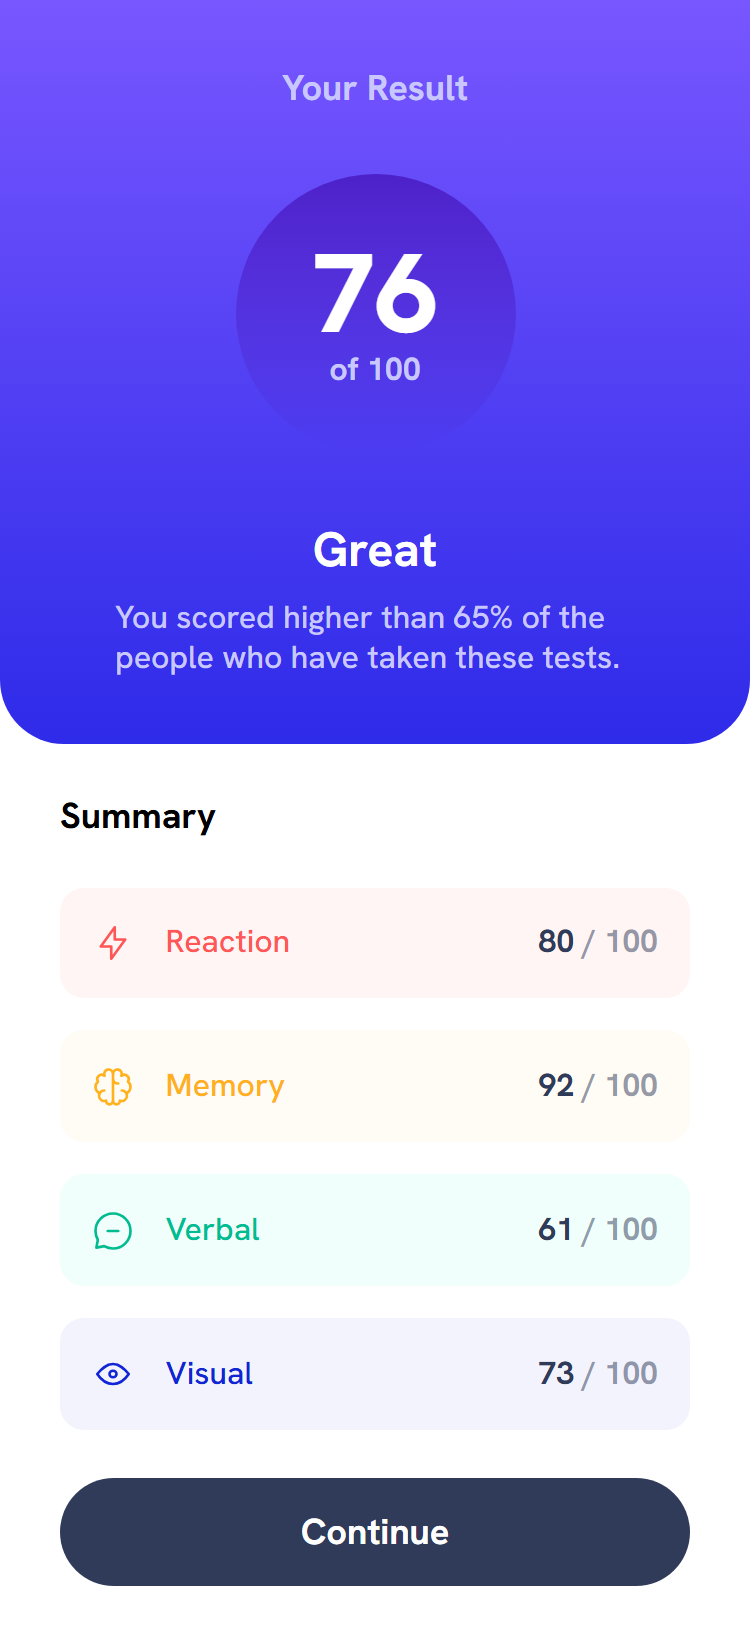 Your Result
76
of 100
Great
You scored higher than 65% of the
people who have taken these tests.
Summary
Reaction 80 / 100
Memory 92 / 100
Verbal 61 / 100
Visual 73 / 100
Continue